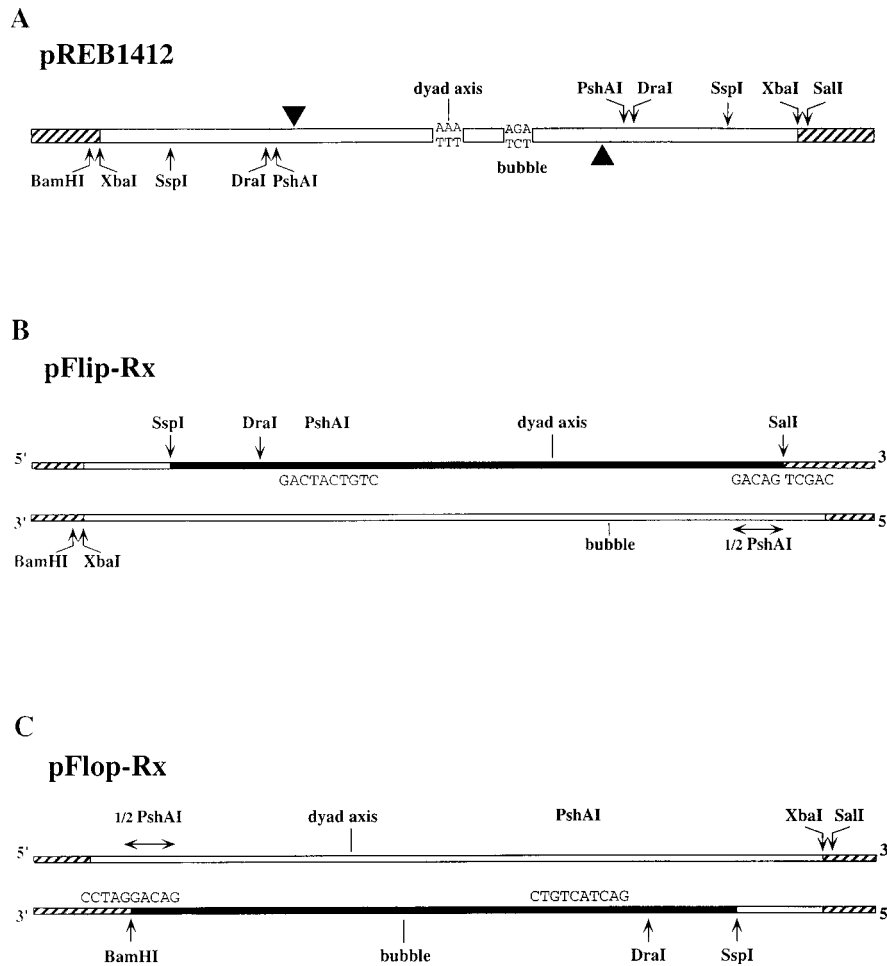 A
pREB1412
dyad axis
PshAI DraI SspI XbaI SalI
AAA AGA
TTT TCT
bubble
BamHI XbaI SspI DraI PshAI
B
pFlip-Rx
SspI DraI PshAI dyad axis SalI
5' 3
GACTACTGTC GACAG TCGAC
3' 5
bubble 1/2 PshAI
BamHI XbaI
C
pFlop-Rx
1/2 PshAI dyad axis PshAI XbaI SalI
5' 3
CCTAGGACAG CTGTCATCAG
3' 5
BamHI bubble DraI SspI